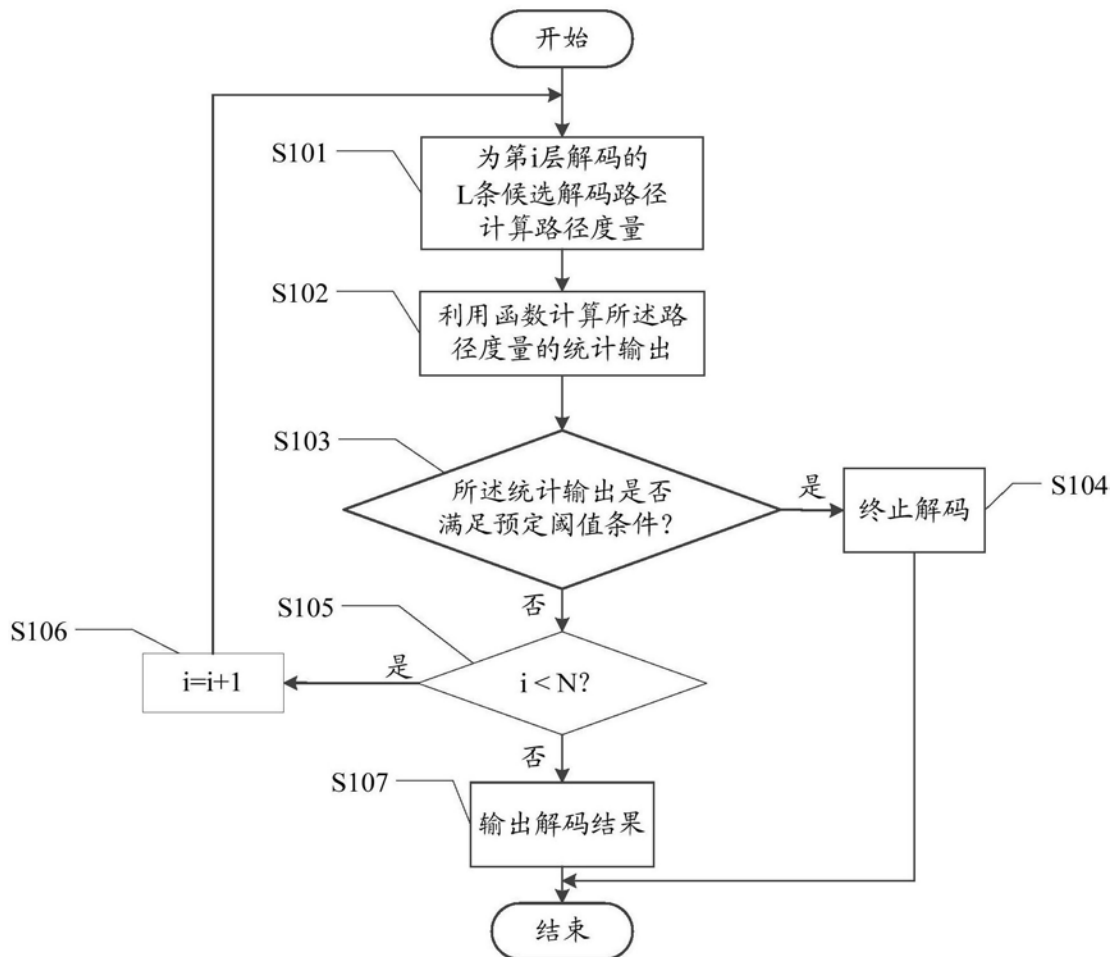 开始
S101
为第i层解码的
L条候选解码路径
计算路径度量
S102
利用函数计算所述路
径度量的统计输出
S103
所述统计输出是否
满足预定阈值条件?
是
终止解码
S104
否
S105
i < N?
是
S106
i=i+1
否
S107
输出解码结果
结束